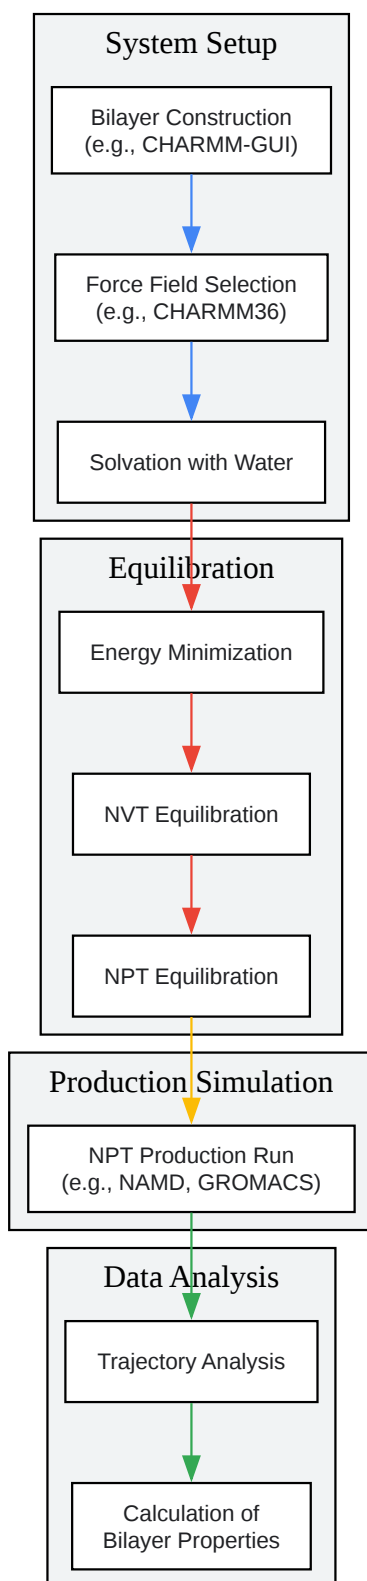 System Setup
Bilayer Construction
(e.g., CHARMM-GUI)
Force Field Selection
(e.g., CHARMM36)
Solvation with Water
Equilibration
Energy Minimization
NVT Equilibration
NPT Equilibration
Production Simulation
NPT Production Run
(e.g., NAMD, GROMACS)
Data Analysis
Trajectory Analysis
Calculation of
Bilayer Properties